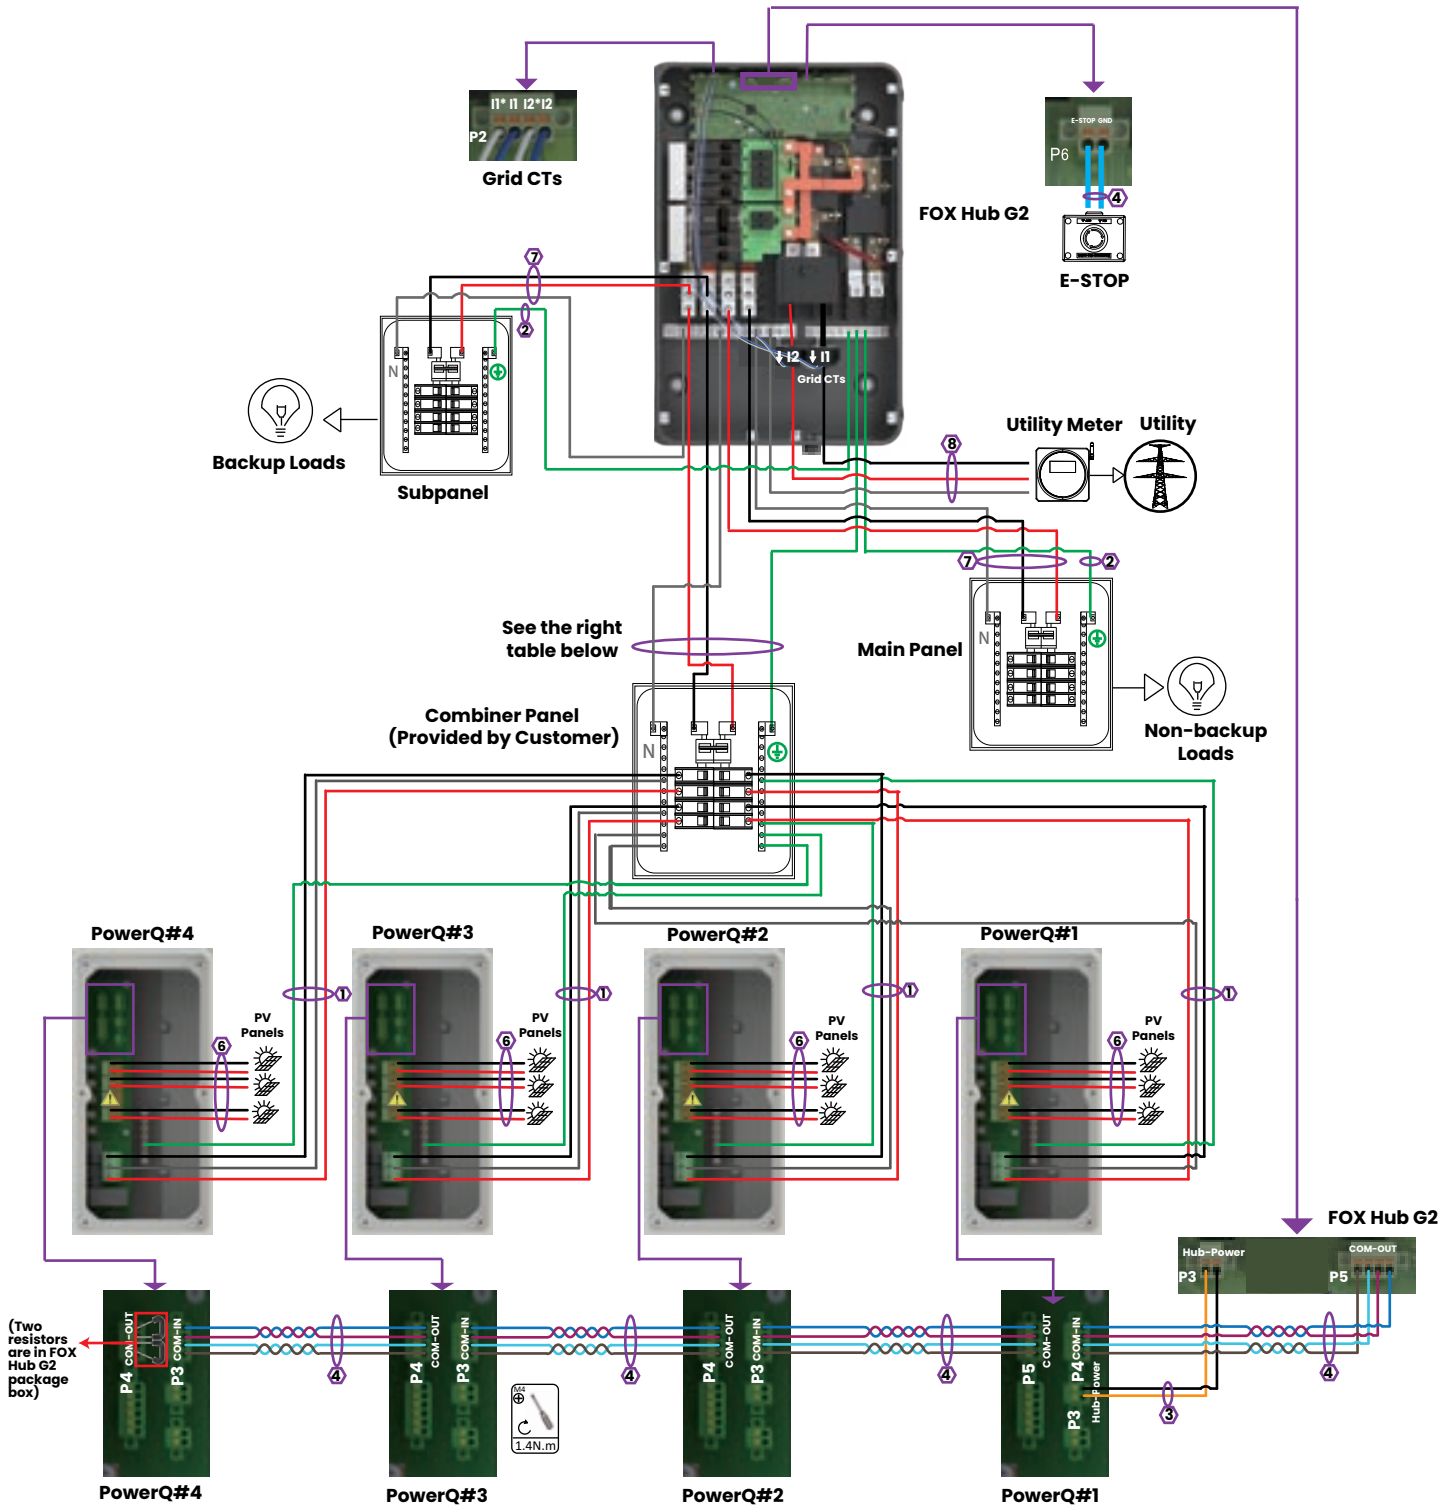 I1* I1 I2* I2
P2
Grid CTs
E-STOP GND
P6
4
FOX Hub G2
E-STOP
7
2
N
Backup Loads
Subpanel
I2 I1
Grid CTs
Utility Meter
Utility
8
7
2
See the right
table below
Main Panel
N
Combiner Panel
(Provided by Customer)
N
Non-backup
Loads
PowerQ#4
PowerQ#3
PowerQ#2
PowerQ#1
1
1
1
1
PV
Panels
PV
Panels
PV
Panels
PV
Panels
6
6
6
6
FOX Hub G2
Hub-Power
COM-OUT
P3
P5
(Two
resistors
are in FOX
Hub G2
package
box)
P4 COM-OUT
P3 COM-IN
4
P4 COM-OUT
P3 COM-IN
4
P4 COM-OUT
P3 COM-IN
4
P5 COM-OUT
P4 COM-IN
P3 Hub-Power
4
3
M4
1.4N.m
PowerQ#4
PowerQ#3
PowerQ#2
PowerQ#1